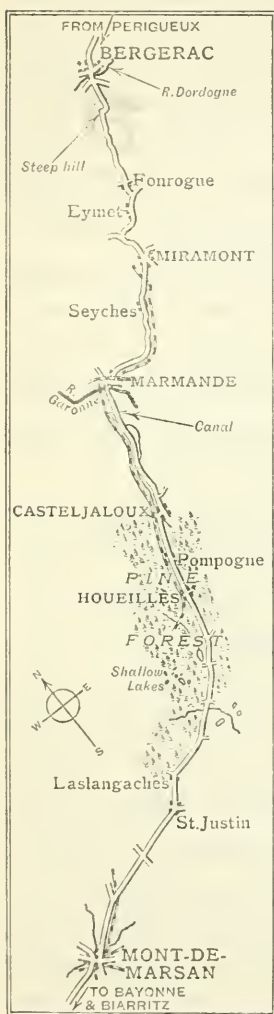 FROM PERIGUEUX
BERGERAC
R. Dordogne
Steep hill
Fonrogne
Eymet
MIRAMONT
Seyches
MARMANDE
R.
Garonne
Canal
CASTELJALOUX
Pompogne
PINE
HOUEILLES
FOREST
Shallow
Lakes
N
E
W
S
Laslangaches
St. Justin
MONT-DE-
MARSAN
TO BAYONNE
& BIARRITZ